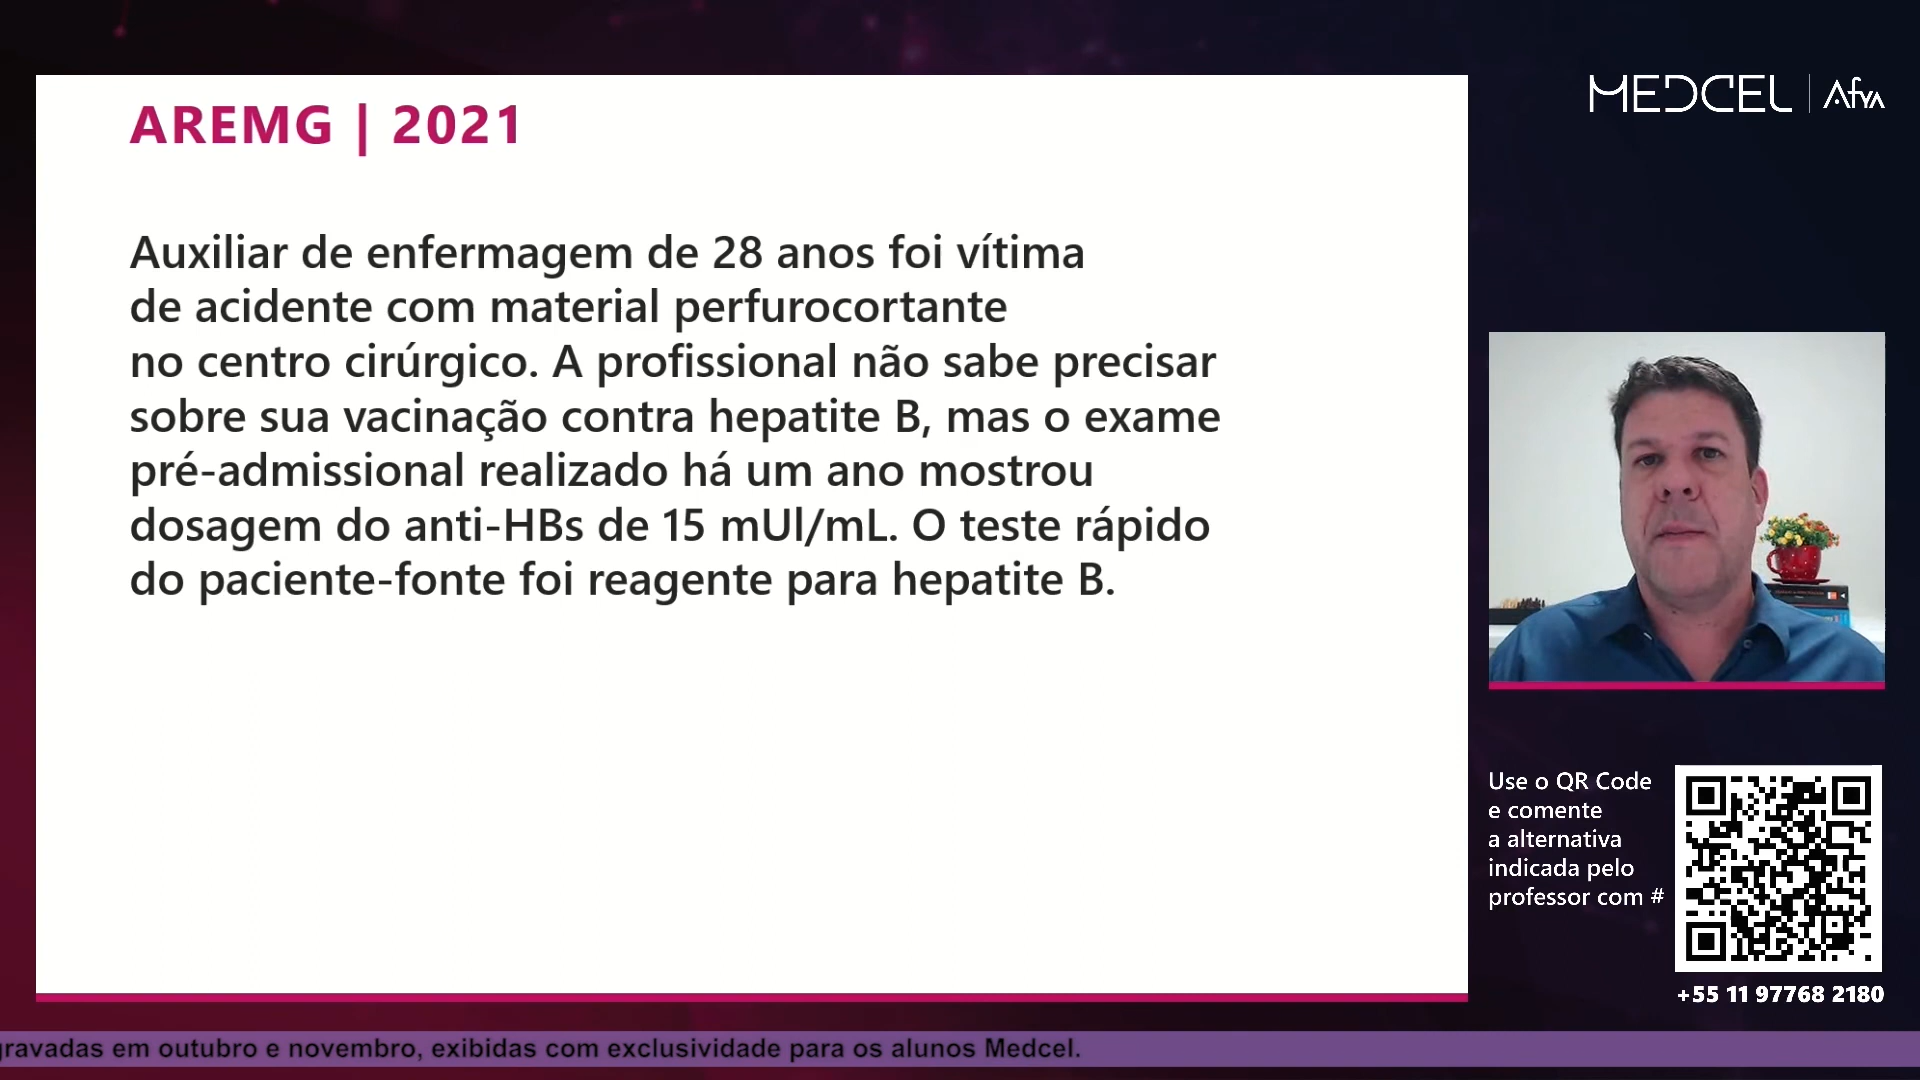 AREMG | 2021
Auxiliar de enfermagem de 28 anos foi vítima
de acidente com material perfurocortante
no centro cirúrgico. A profissional não sabe precisar
sobre sua vacinação contra hepatite B, mas o exame
pré-admissional realizado há um ano mostrou
dosagem do anti-HBs de 15 mUI/mL. O teste rápido
do paciente-fonte foi reagente para hepatite B.
MEDCEL | Afya
Use o QR Code
e comente
a alternativa
indicada pelo
professor com #
+55 11 97768 2180
gravadas em outubro e novembro, exibidas com exclusividade para os alunos Medcel.